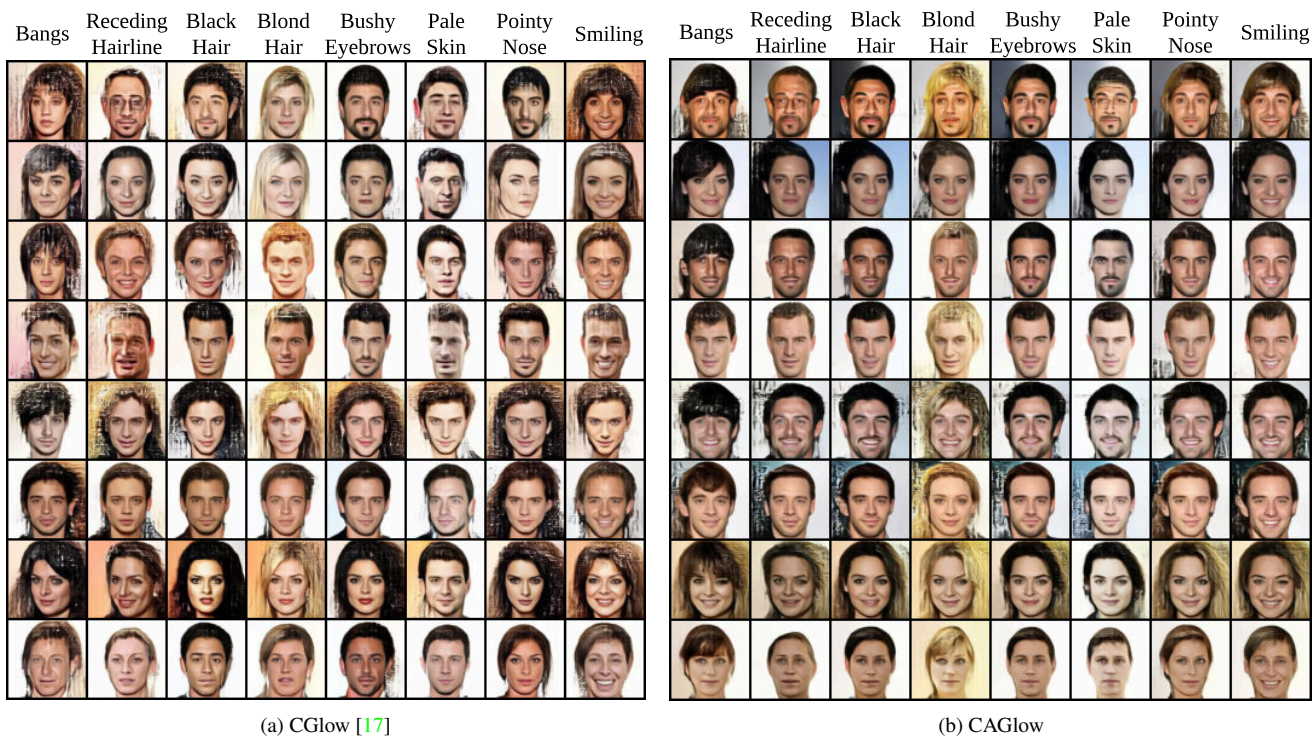 Bangs
Receding
Hairline
Black
Hair
Blond
Hair
Bushy
Eyebrows
Pale
Skin
Pointy
Nose
Smiling
Bangs
Receding
Hairline
Black
Hair
Blond
Hair
Bushy
Eyebrows
Pale
Skin
Pointy
Nose
Smiling
(a) CGlow [17]
(b) CAGlow